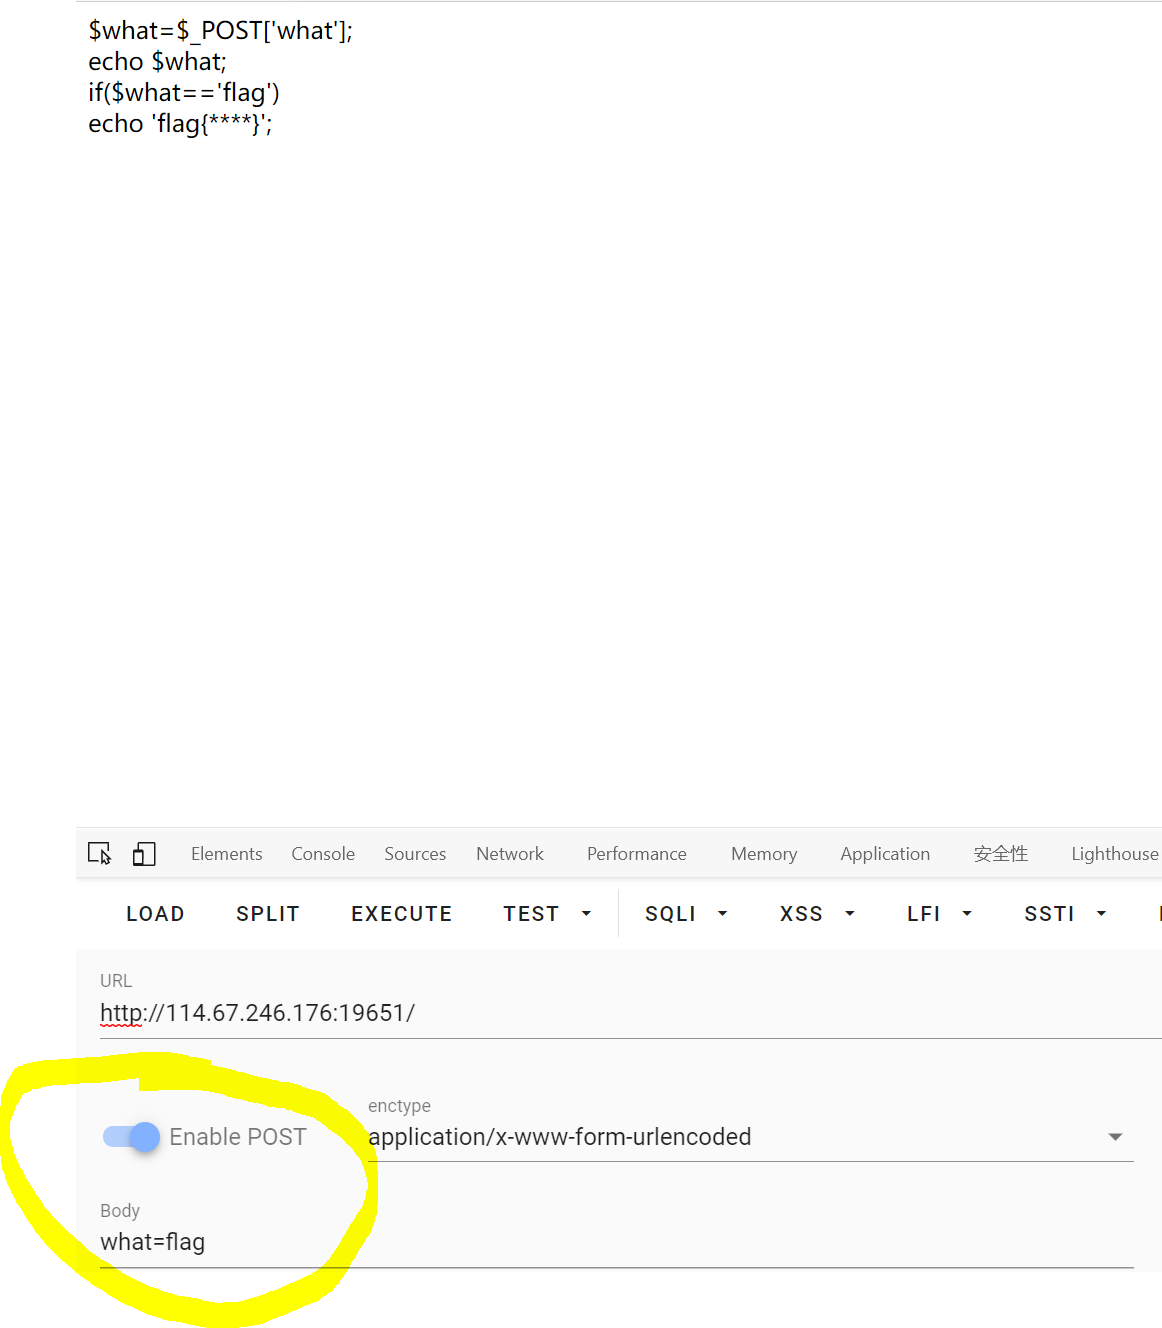 $what=$_POST['what'];
echo $what;
if($what=='flag')
echo 'flag{****}';
Elements Console Sources Network Performance Memory Application 安全性 Lighthouse
LOAD SPLIT EXECUTE TEST SQLI XSS LFI SSTI
URL
http://114.67.246.176:19651/
enctype
Enable POST application/x-www-form-urlencoded
Body
what=flag